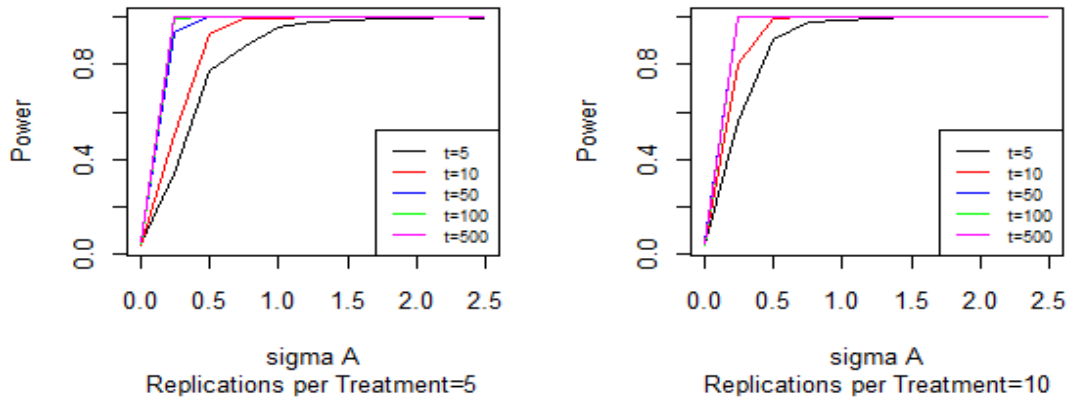 Power
0.0 0.4 0.8
t=5
t=10
t=50
t=100
t=500
0.0 0.5 1.0 1.5 2.0 2.5
sigma A
Replications per Treatment=5
Power
0.0 0.4 0.8
t=5
t=10
t=50
t=100
t=500
0.0 0.5 1.0 1.5 2.0 2.5
sigma A
Replications per Treatment=10